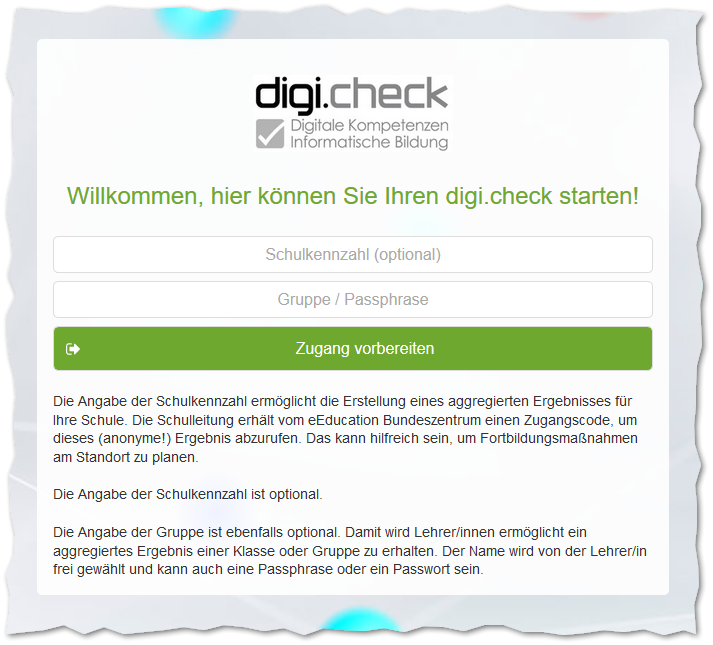 digi.check
Digitale Kompetenzen
Informatische Bildung
Willkommen, hier können Sie Ihren digi.check starten!
Schulkennzahl (optional)
Gruppe / Passphrase
Zugang vorbereiten
Die Angabe der Schulkennzahl ermöglicht die Erstellung eines aggregierten Ergebnisses für
Ihre Schule. Die Schulleitung erhält vom eEducation Bundeszentrum einen Zugangscode, um
dieses (anonyme!) Ergebnis abzurufen. Das kann hilfreich sein, um Fortbildungsmaßnahmen
am Standort zu planen.
Die Angabe der Schulkennzahl ist optional.
Die Angabe der Gruppe ist ebenfalls optional. Damit wird Lehrer/innen ermöglicht ein
aggregiertes Ergebnis einer Klasse oder Gruppe zu erhalten. Der Name wird von der Lehrer/in
frei gewählt und kann auch eine Passphrase oder ein Passwort sein.